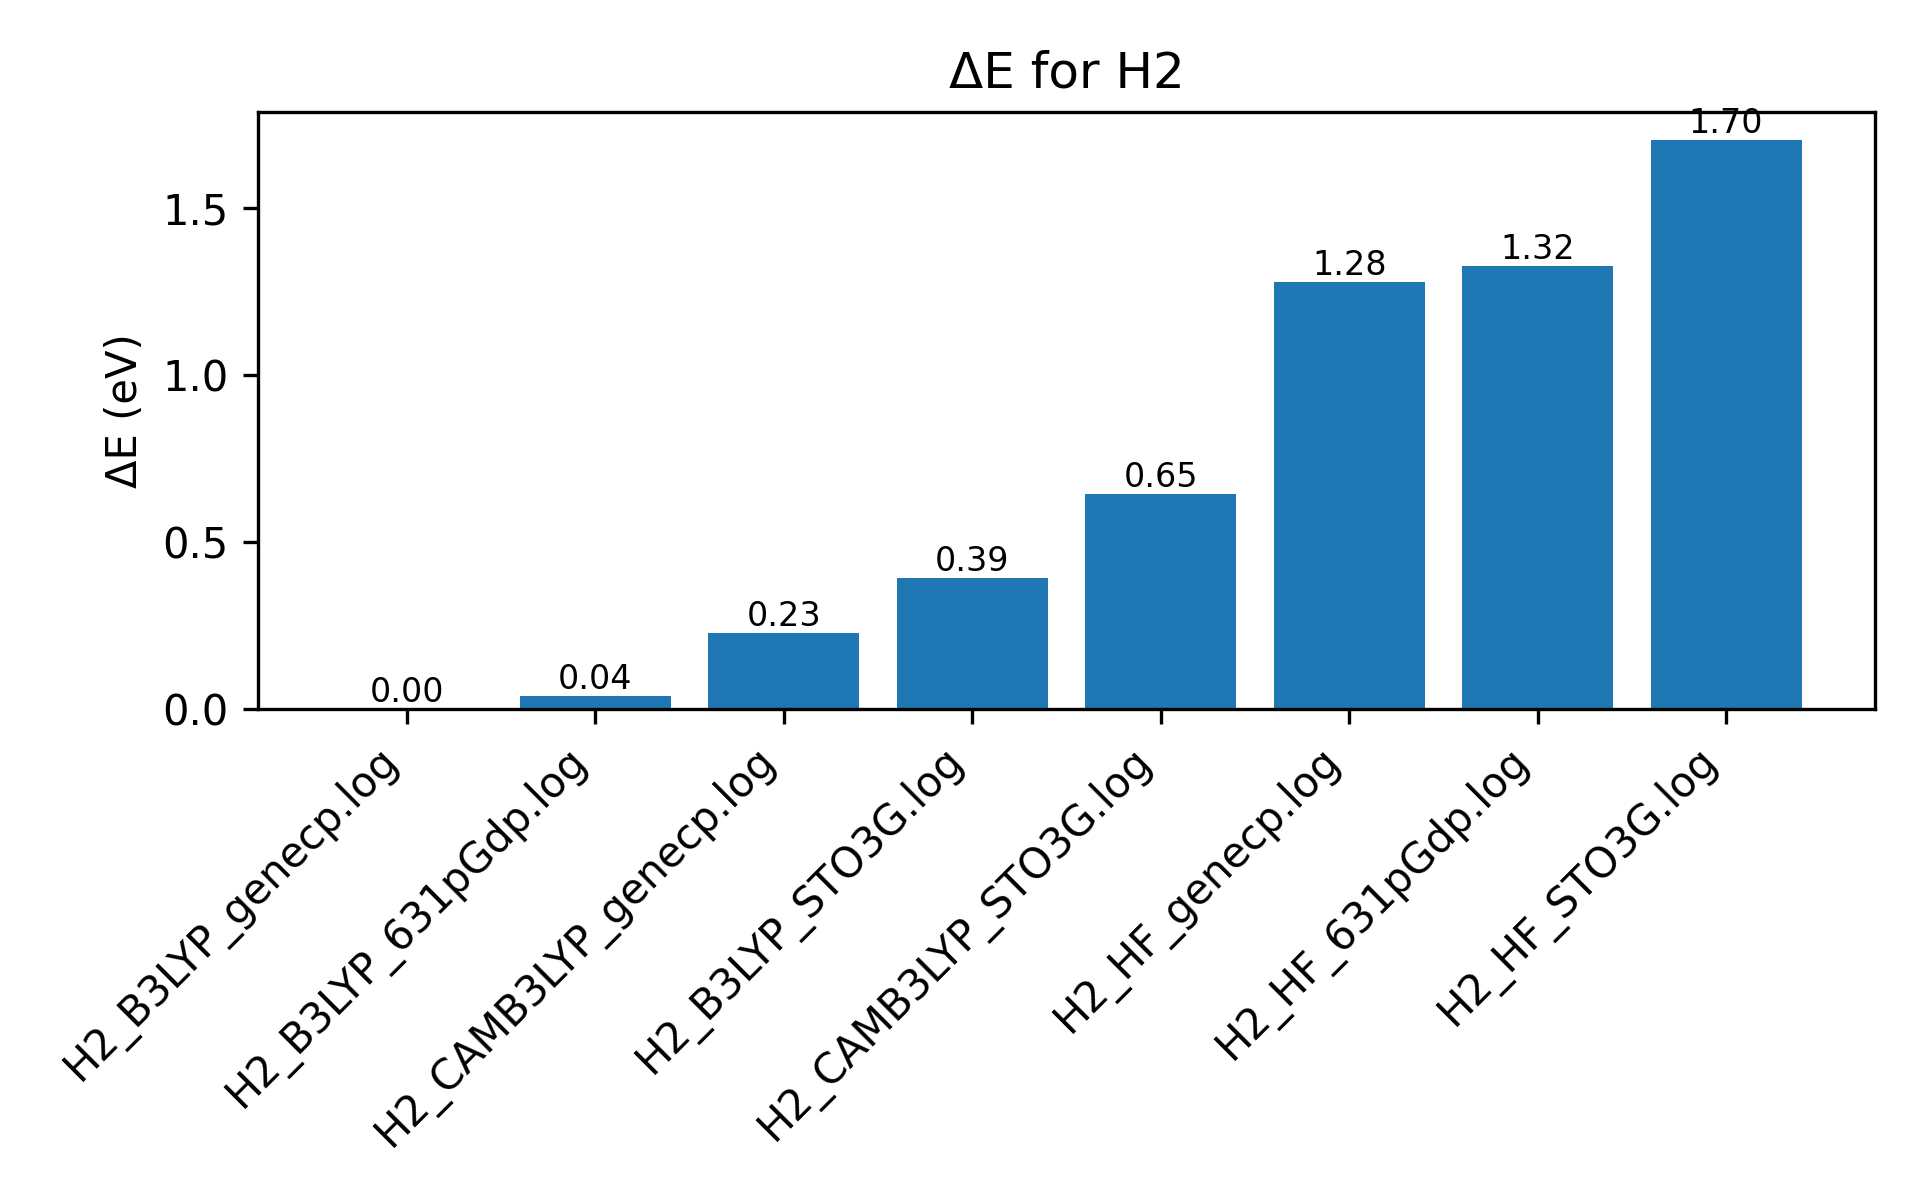 ΔE for H2
ΔE (eV)
1.5
1.0
0.5
0.0
0.00
0.04
0.23
0.39
0.65
1.28
1.32
1.70
H2_B3LYP_genecp.log
H2_B3LYP_631pGdp.log
H2_CAMB3LYP_genecp.log
H2_B3LYP_STO3G.log
H2_CAMB3LYP_STO3G.log
H2_HF_genecp.log
H2_HF_631pGdp.log
H2_HF_STO3G.log